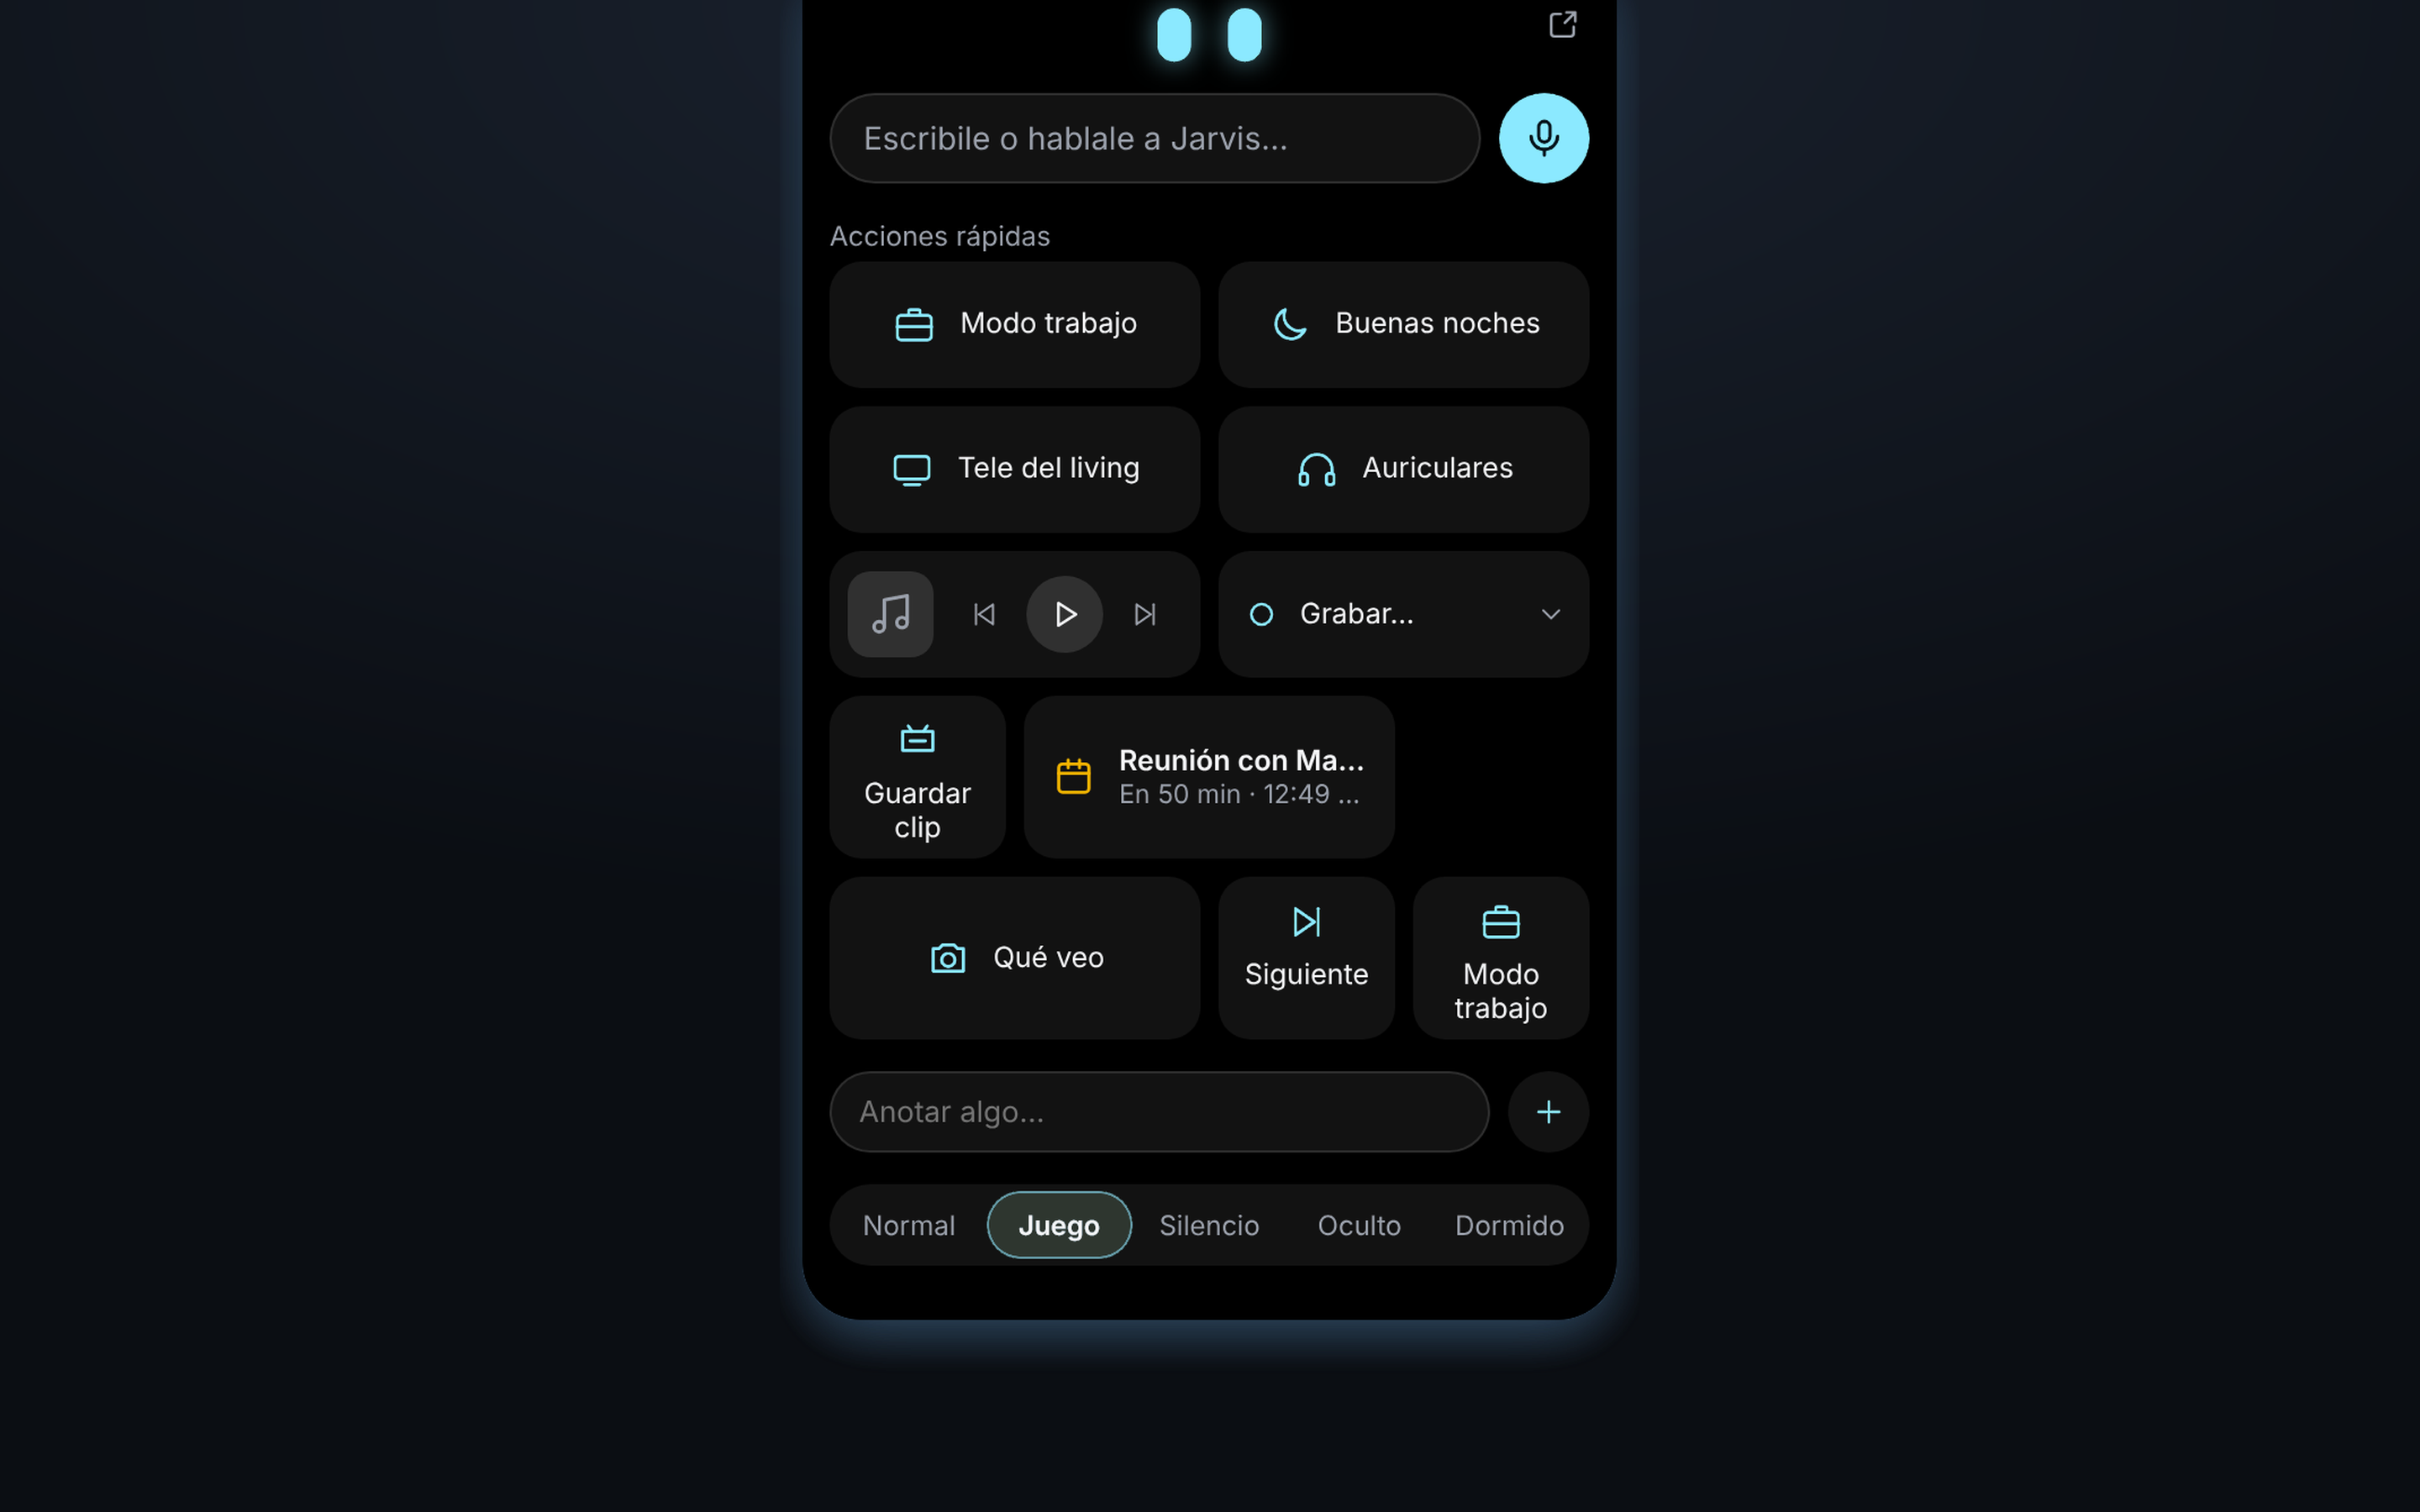 Escribile o hablale a Jarvis...
Acciones rápidas
Modo trabajo
Buenas noches
Tele del living
Auriculares
Grabar...
Guardar
clip
Reunión con Ma...
En 50 min · 12:49 ...
Qué veo
Siguiente
Modo
trabajo
Anotar algo...
Normal
Juego
Silencio
Oculto
Dormido